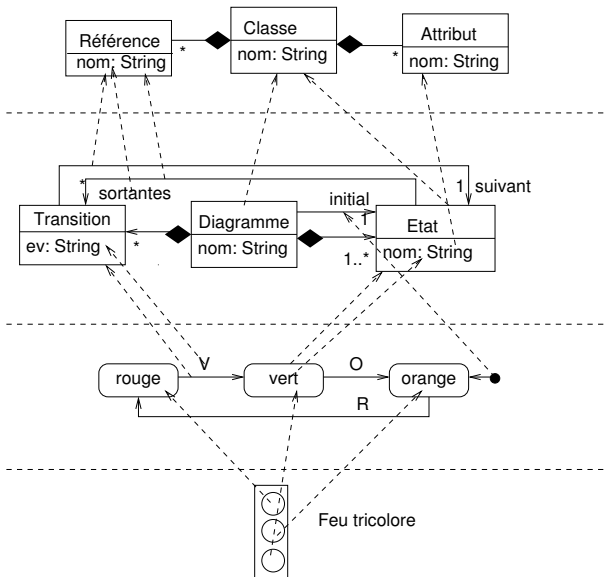 Référence
nom: String
*
Classe
nom: String
*
Attribut
nom: String
*
sortantes
initial
1
1
suivant
Transition
ev: String
*
Diagramme
nom: String
1..*
Etat
nom: String
rouge
V
vert
O
orange
R
Feu tricolore